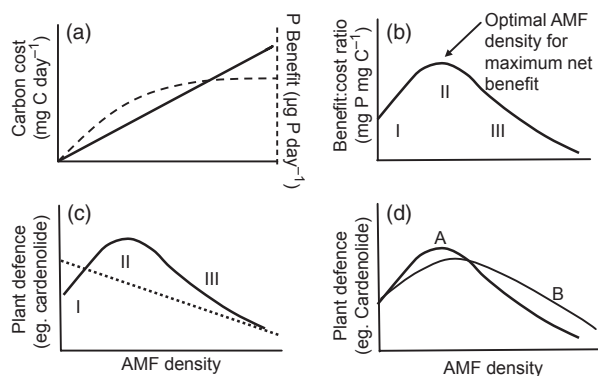 (a)
Carbon cost
(mg C day⁻¹)
P Benefit (µg P day⁻¹)
(b)
Benefit:cost ratio
(mg P mg C⁻¹)
Optimal AMF
density for
maximum net
benefit
I
II
III
(c)
Plant defence
(eg. cardenolide)
I
II
III
AMF density
(d)
Plant defence
(eg. Cardenolide)
A
B
AMF density